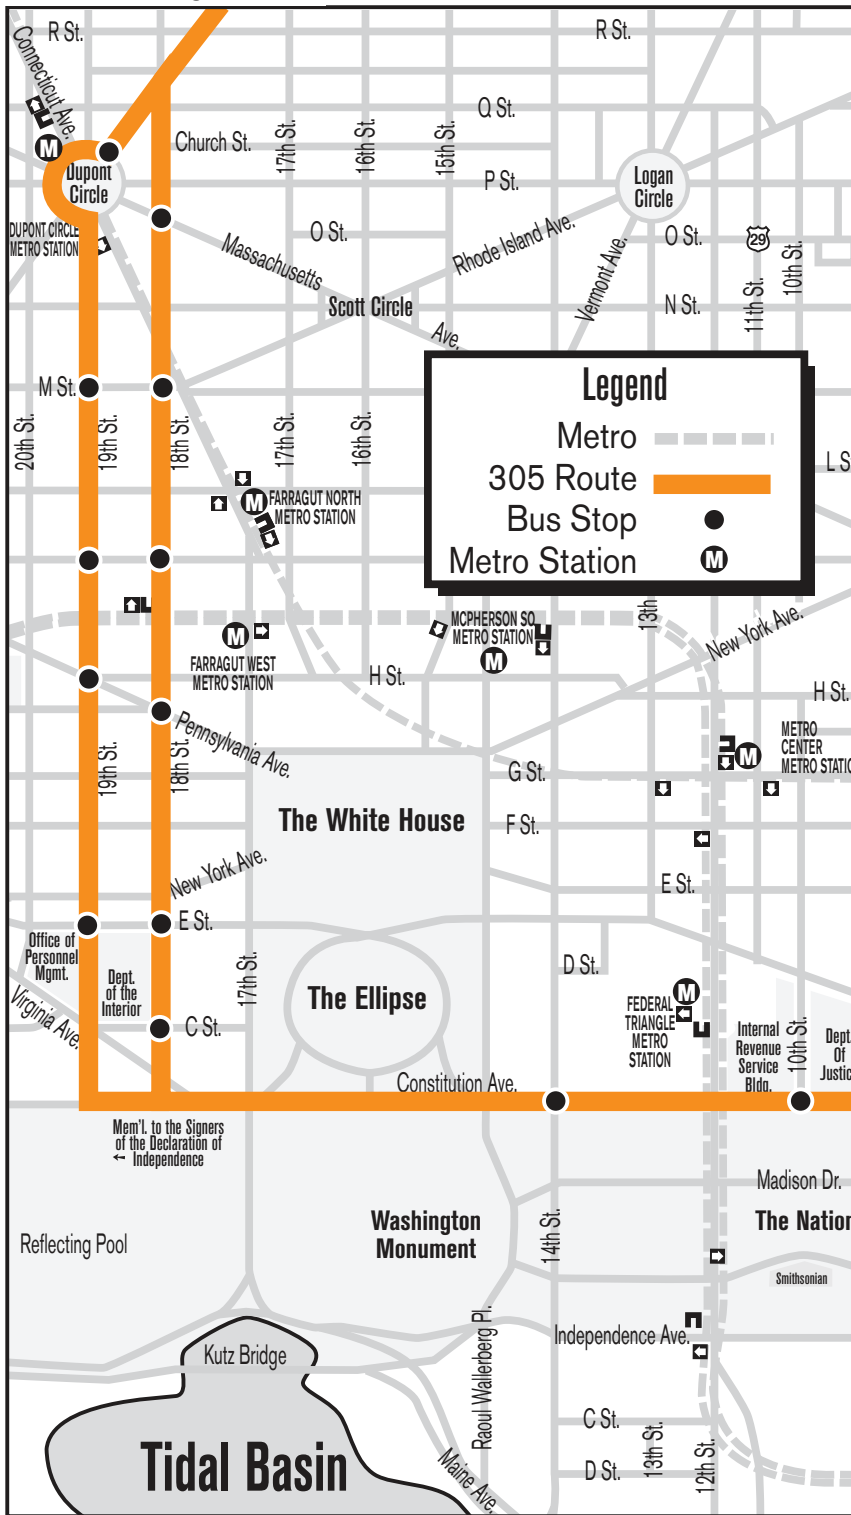 R St.
R St.
Connecticut Ave.
Q St.
Church St.
17th St.
16th St.
15th St.
10th St.
M
Dupont
Circle
P St.
Logan
Circle
DUPONT CIRCLE
METRO STATION
Massachusetts
O St.
Rhode Island Ave.
Vermont Ave.
O St.
29
10th St.
11th St.
Scott Circle
N St.
Ave.
M St.
20th St.
19th St.
18th St.
17th St.
16th St.
Legend
Metro
305 Route
Bus Stop
Metro Station
M
L S
M
FARRAGUT NORTH
METRO STATION
13th
M
FARRAGUT WEST
METRO STATION
MCPHERSON SQ
METRO STATION
M
New York Ave.
H St.
H St.
Pennsylvania Ave.
19th St.
18th St.
METRO
CENTER
METRO STATIO
M
G St.
The White House
F St.
New York Ave.
E St.
E St.
Office of
Personnel
Mgmt.
Dept.
of the
Interior
17th St.
D St.
Virginia Ave.
C St.
The Ellipse
M
FEDERAL
TRIANGLE
METRO
STATION
Internal
Revenue
Service
Bldg.
10th St.
Dept.
Of
Justic
Constitution Ave.
Mem'l. to the Signers
of the Declaration of
← Independence
Madison Dr.
Reflecting Pool
Washington
Monument
14th St.
The Nation
Smithsonian
Independence Ave.
Kutz Bridge
Raoul Wallerberg Pl.
C St.
13th St.
12th St.
D St.
Tidal Basin
Maine Ave.